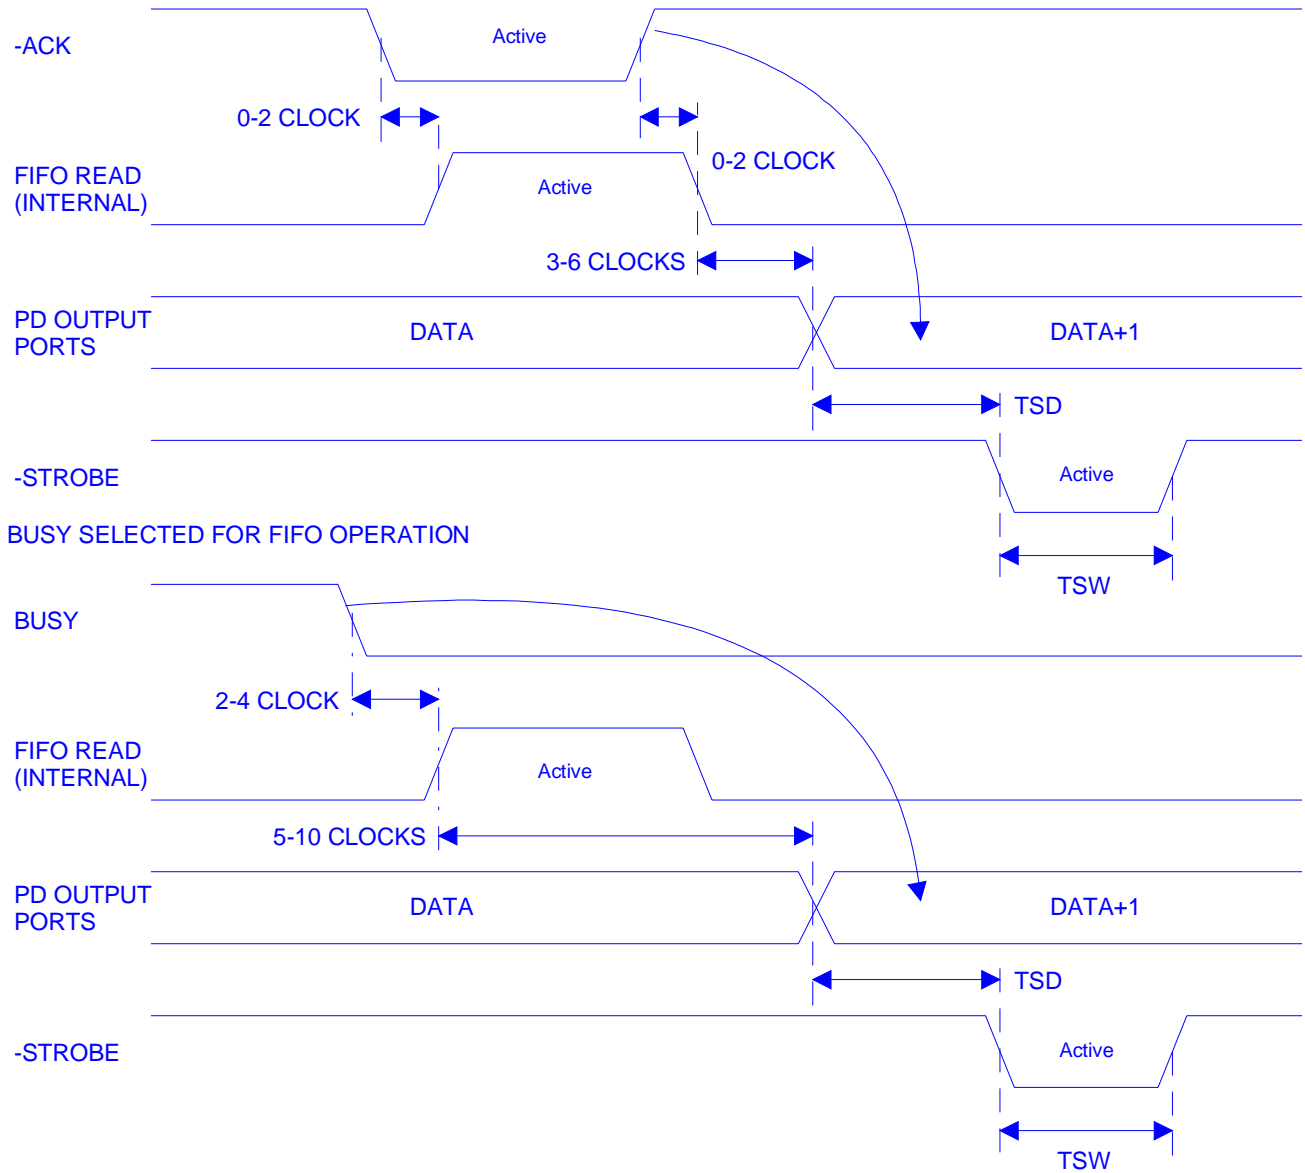 -ACK
Active
0-2 CLOCK
0-2 CLOCK
FIFO READ
(INTERNAL)
Active
3-6 CLOCKS
PD OUTPUT
PORTS
DATA
DATA+1
TSD
-STROBE
Active
BUSY SELECTED FOR FIFO OPERATION
TSW
BUSY
2-4 CLOCK
FIFO READ
(INTERNAL)
Active
5-10 CLOCKS
PD OUTPUT
PORTS
DATA
DATA+1
TSD
-STROBE
Active
TSW